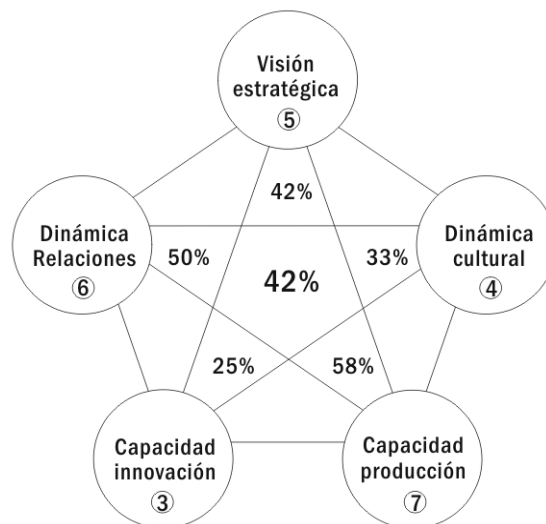 Visión
estratégica
5
42%
Dinámica
Relaciones
6
50%
42%
33%
Dinámica
cultural
4
25%
58%
Capacidad
innovación
3
Capacidad
producción
7